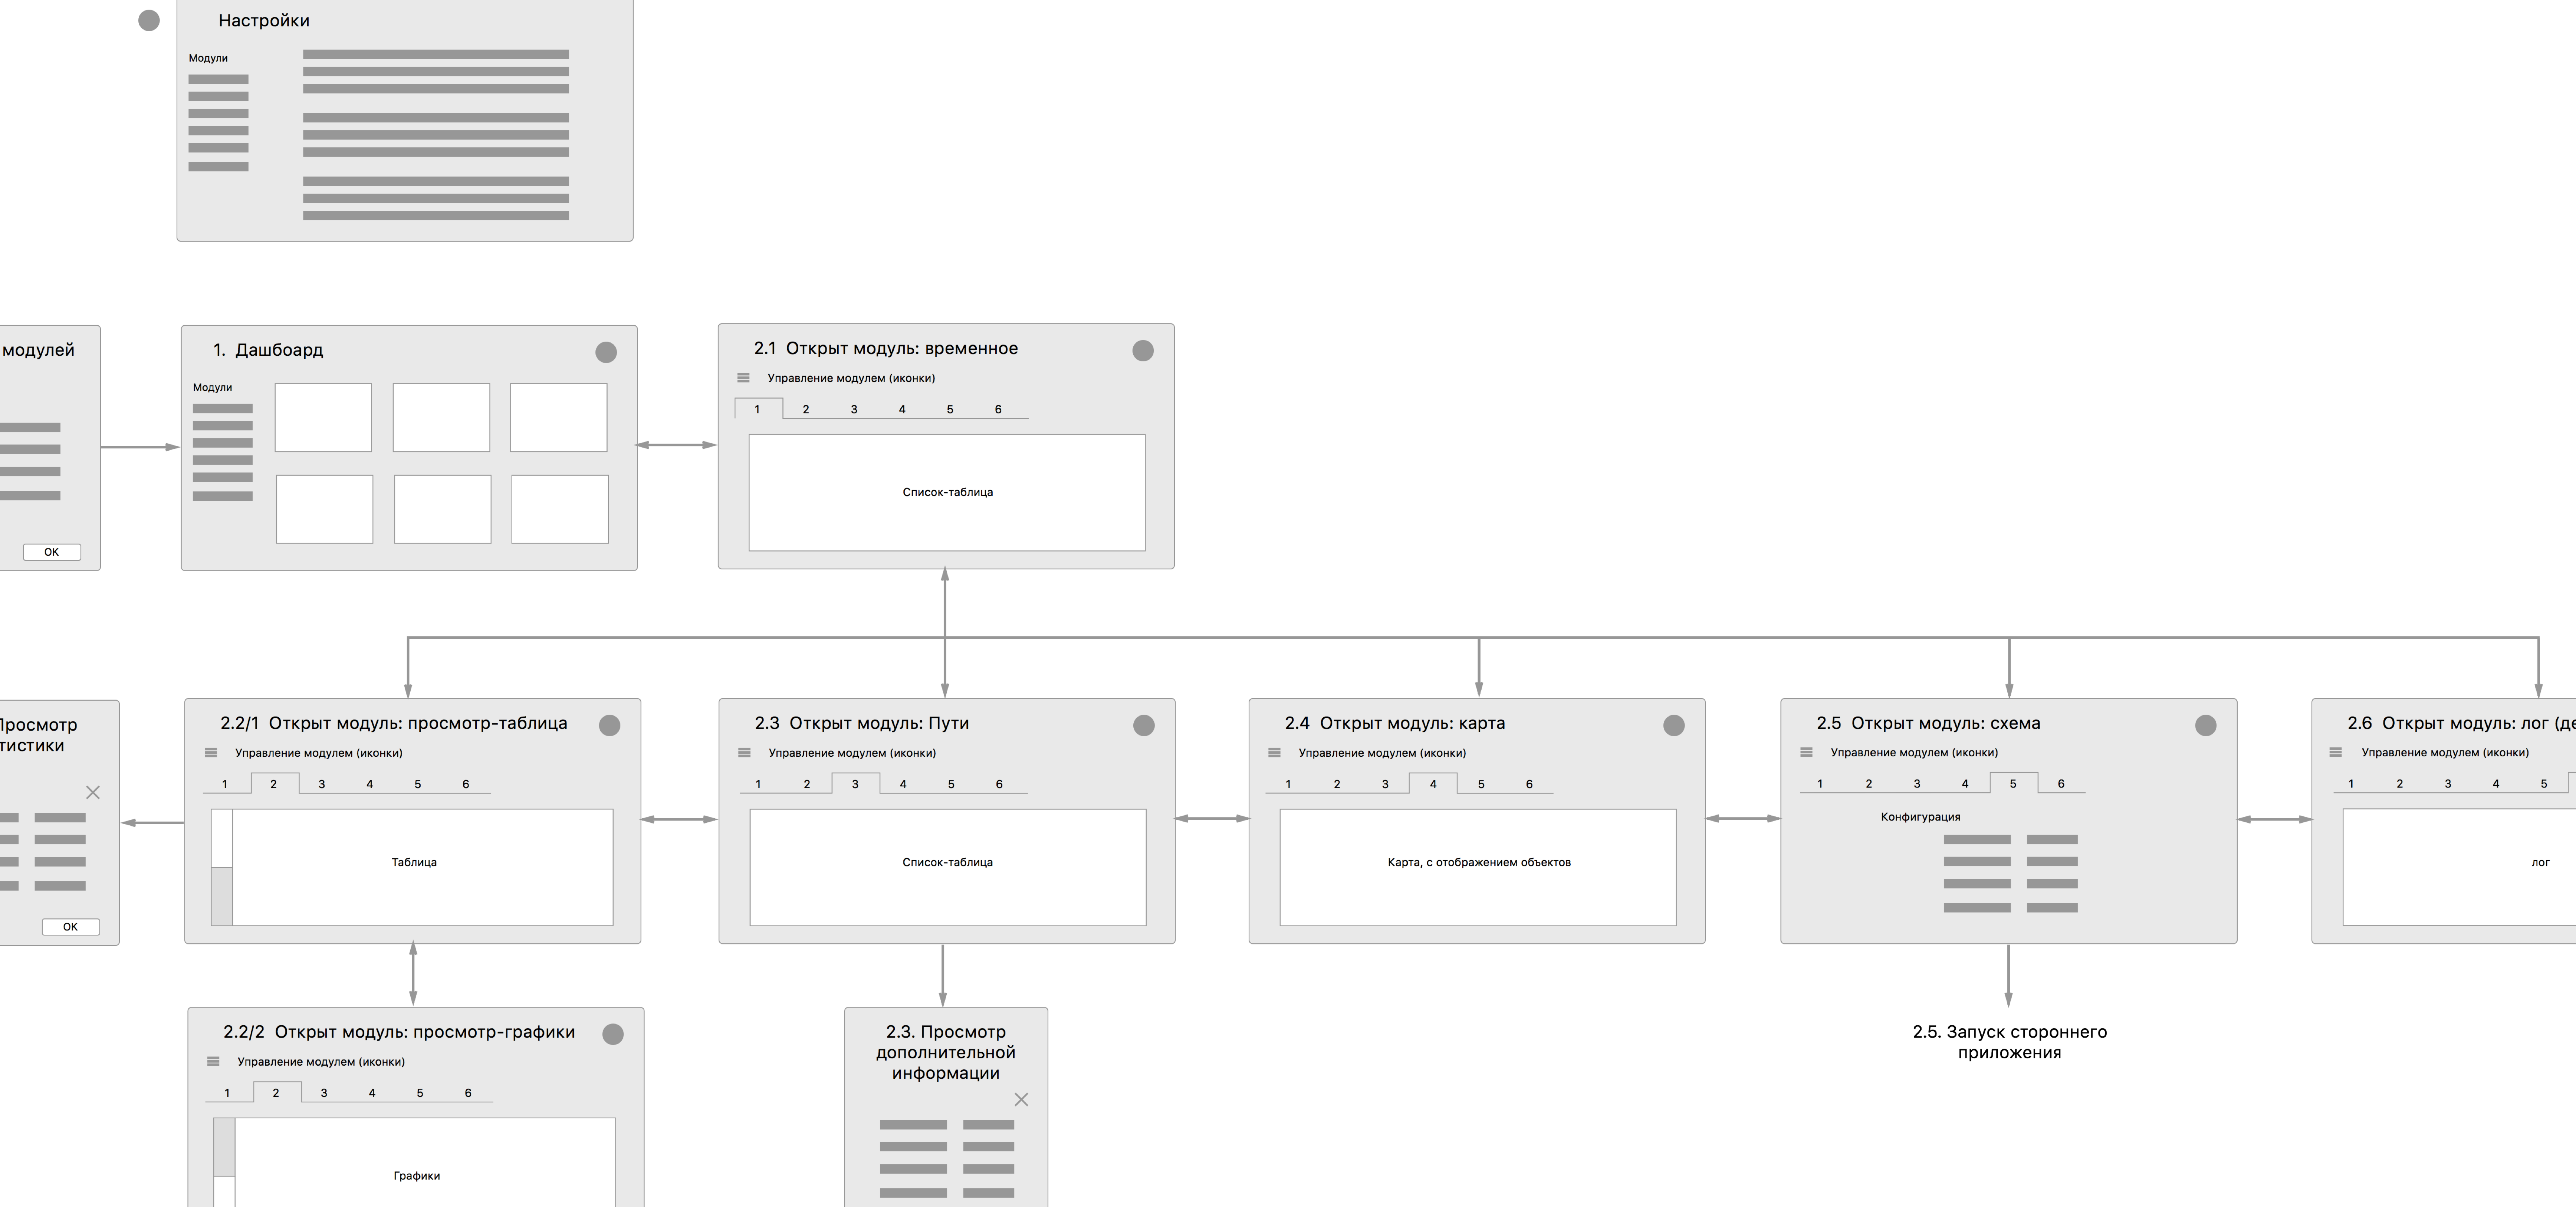 Настройки
Модули
модулей
OK
1. Дашбоард
Модули
2.1 Открыт модуль: временное
Управление модулем (иконки)
1 2 3 4 5 6
Список-таблица
OK
2.2/1 Открыт модуль: просмотр-таблица
Управление модулем (иконки)
1 2 3 4 5 6
Таблица
2.3 Открыт модуль: Пути
Управление модулем (иконки)
1 2 3 4 5 6
Список-таблица
2.4 Открыт модуль: карта
Управление модулем (иконки)
1 2 3 4 5 6
Карта, с отображением объектов
2.5 Открыт модуль: схема
Управление модулем (иконки)
1 2 3 4 5 6
Конфигурация
2.6 Открыт модуль: лог
Управление модулем (иконки)
1 2 3 4 5
лог
2.2/2 Открыт модуль: просмотр-графики
Управление модулем (иконки)
1 2 3 4 5 6
Графики
2.3. Просмотр
дополнительной
информации
2.5. Запуск стороннего
приложения